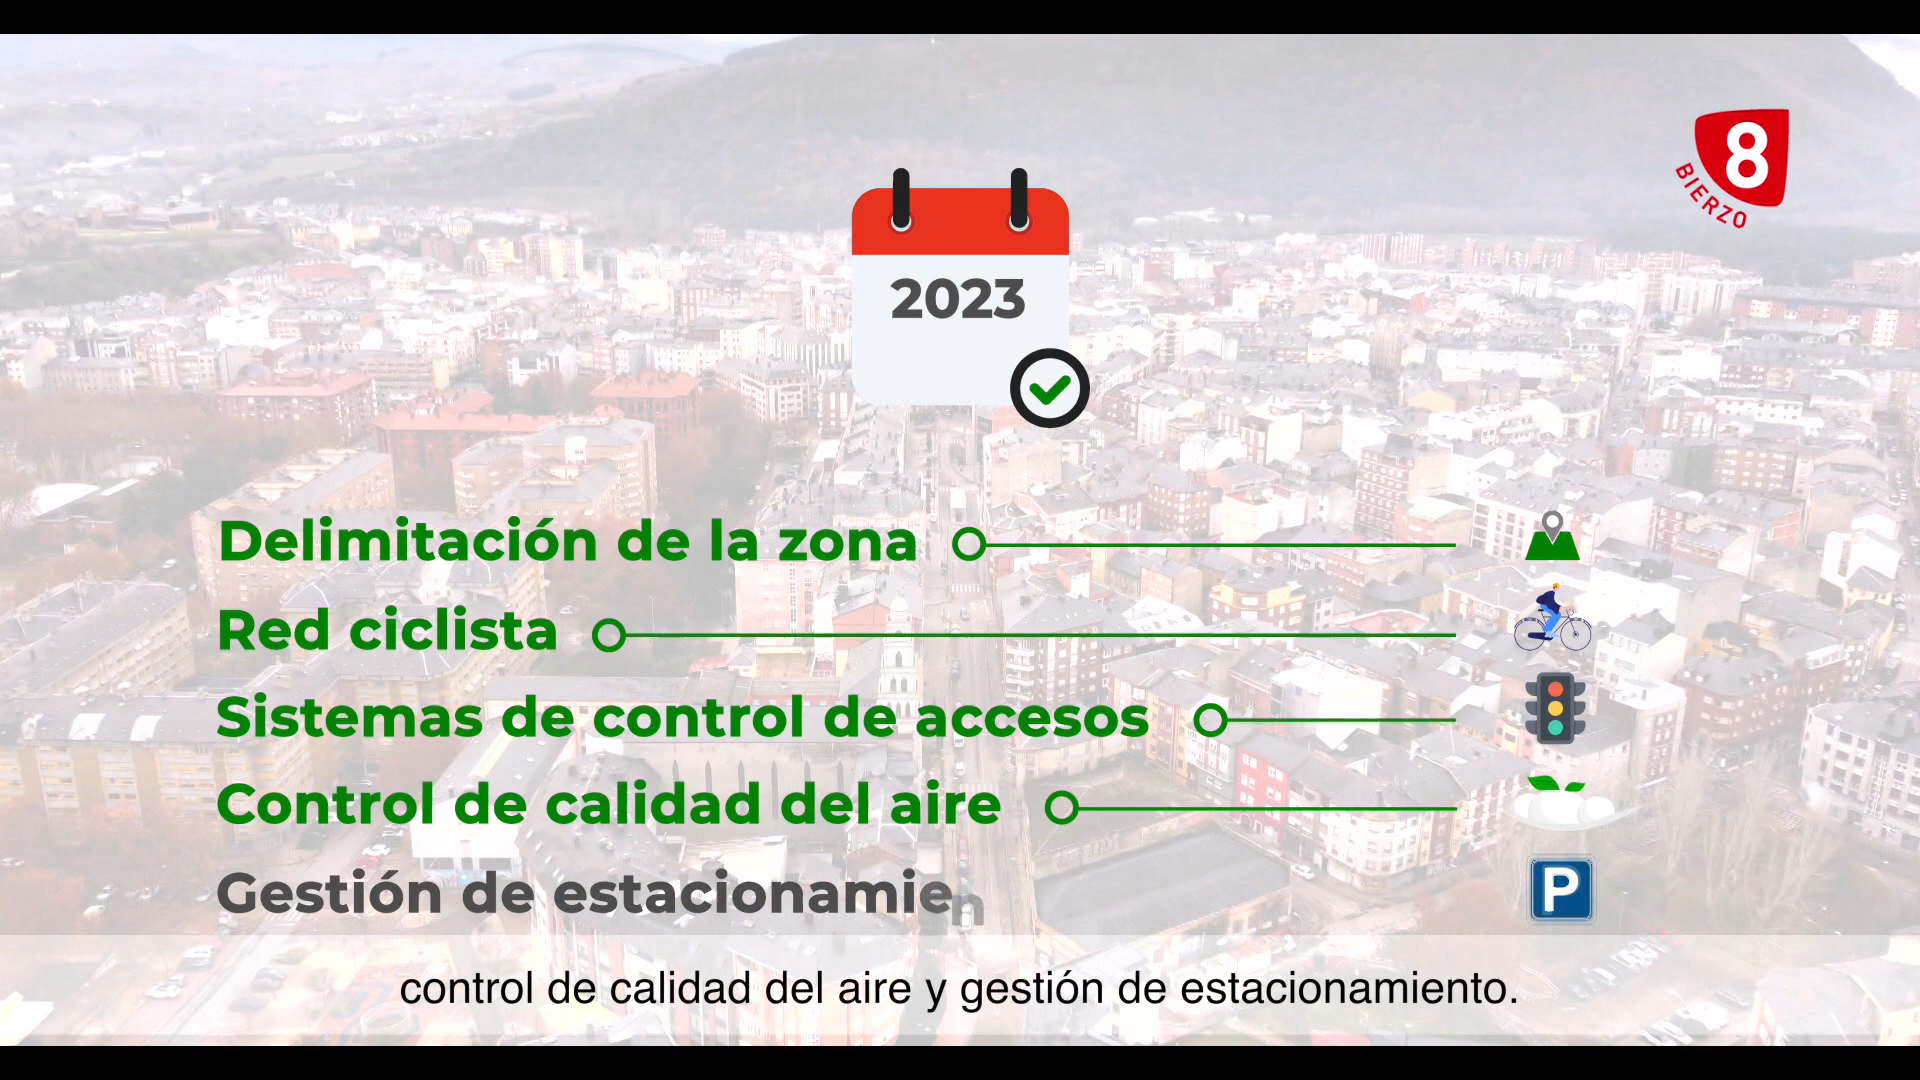 8
BIERZO
2023
Delimitación de la zona
Red ciclista
Sistemas de control de accesos
Control de calidad del aire
Gestión de estacionamien
P
control de calidad del aire y gestión de estacionamiento.